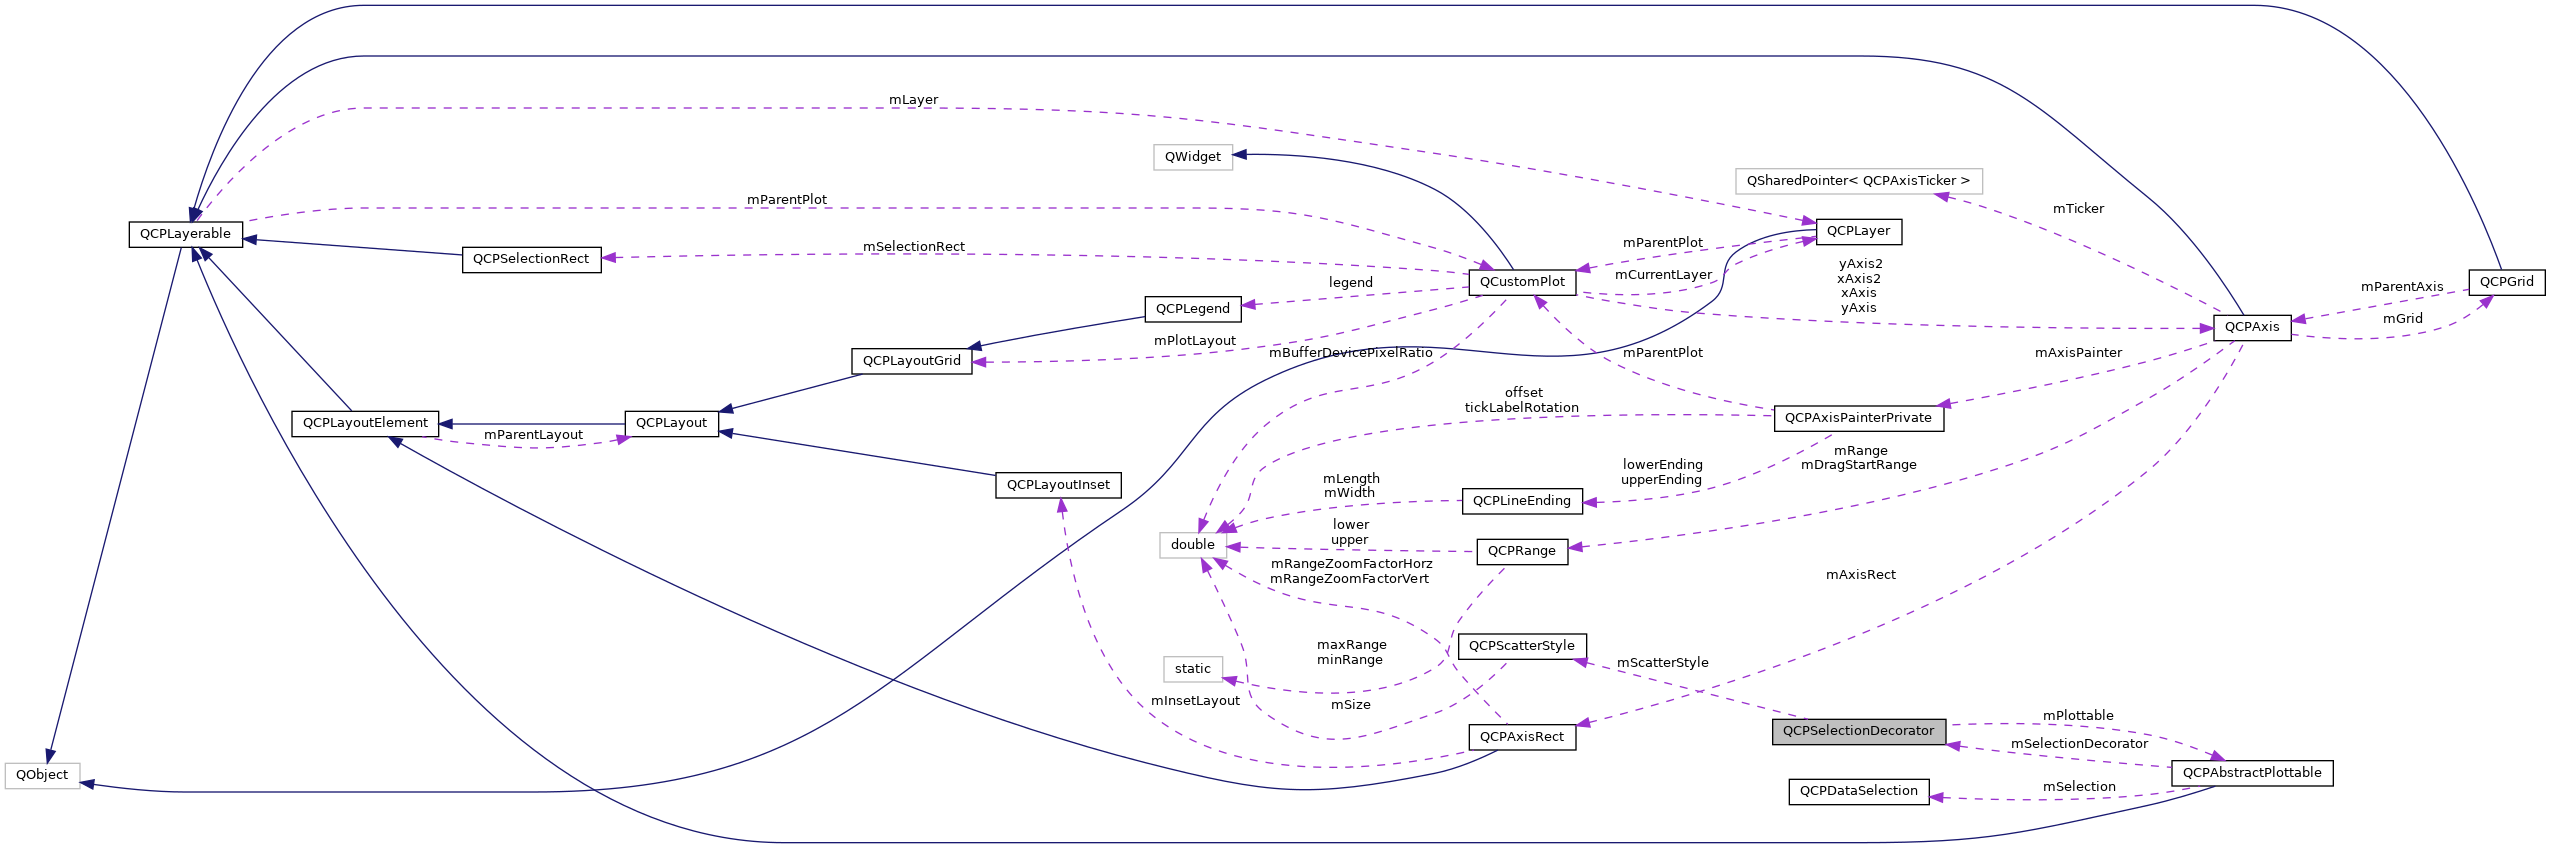 mLayer
QWidget
QSharedPointer< QCPAxisTicker >
mParentPlot
mTicker
QCPLayerable
QCPLayer
mSelectionRect
mParentPlot
QCPSelectionRect
yAxis2
xAxis2
xAxis
yAxis
mCurrentLayer
legend
QCustomPlot
QCPGrid
mParentAxis
QCPLegend
mGrid
QCPAxis
mPlotLayout
mBufferDevicePixelRatio
mParentPlot
mAxisPainter
QCPLayoutGrid
offset
tickLabelRotation
QCPAxisPainterPrivate
QCPLayoutElement
mParentLayout
QCPLayout
mRange
mDragStartRange
lowerEnding
upperEnding
mLength
mWidth
QCPLayoutInset
QCPLineEnding
lower
upper
double
QCPRange
mRangeZoomFactorHorz
mRangeZoomFactorVert
mAxisRect
maxRange
minRange
QCPScatterStyle
static
mScatterStyle
mInsetLayout
mSize
mPlottable
QCPAxisRect
QCPSelectionDecorator
mSelectionDecorator
QObject
QCPAbstractPlottable
mSelection
QCPDataSelection